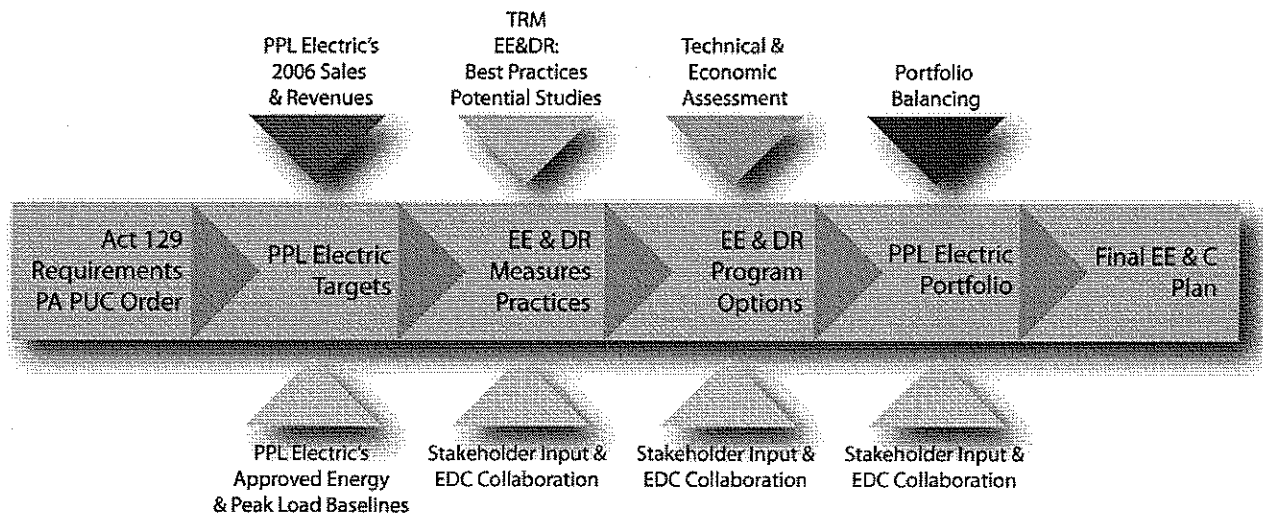 PPL Electric's
2006 Sales
& Revenues
TRM
EE&DR:
Best Practices
Potential Studies
Technical &
Economic
Assessment
Portfolio
Balancing
Act 129
Requirements
PA PUC Order
PPL Electric
Targets
EE & DR
Measures
Practices
EE & DR
Program
Options
PPL Electric
Portfolio
Final EE & C
Plan
PPL Electric's
Approved Energy
& Peak Load Baselines
Stakeholder Input &
EDC Collaboration
Stakeholder Input &
EDC Collaboration
Stakeholder Input &
EDC Collaboration